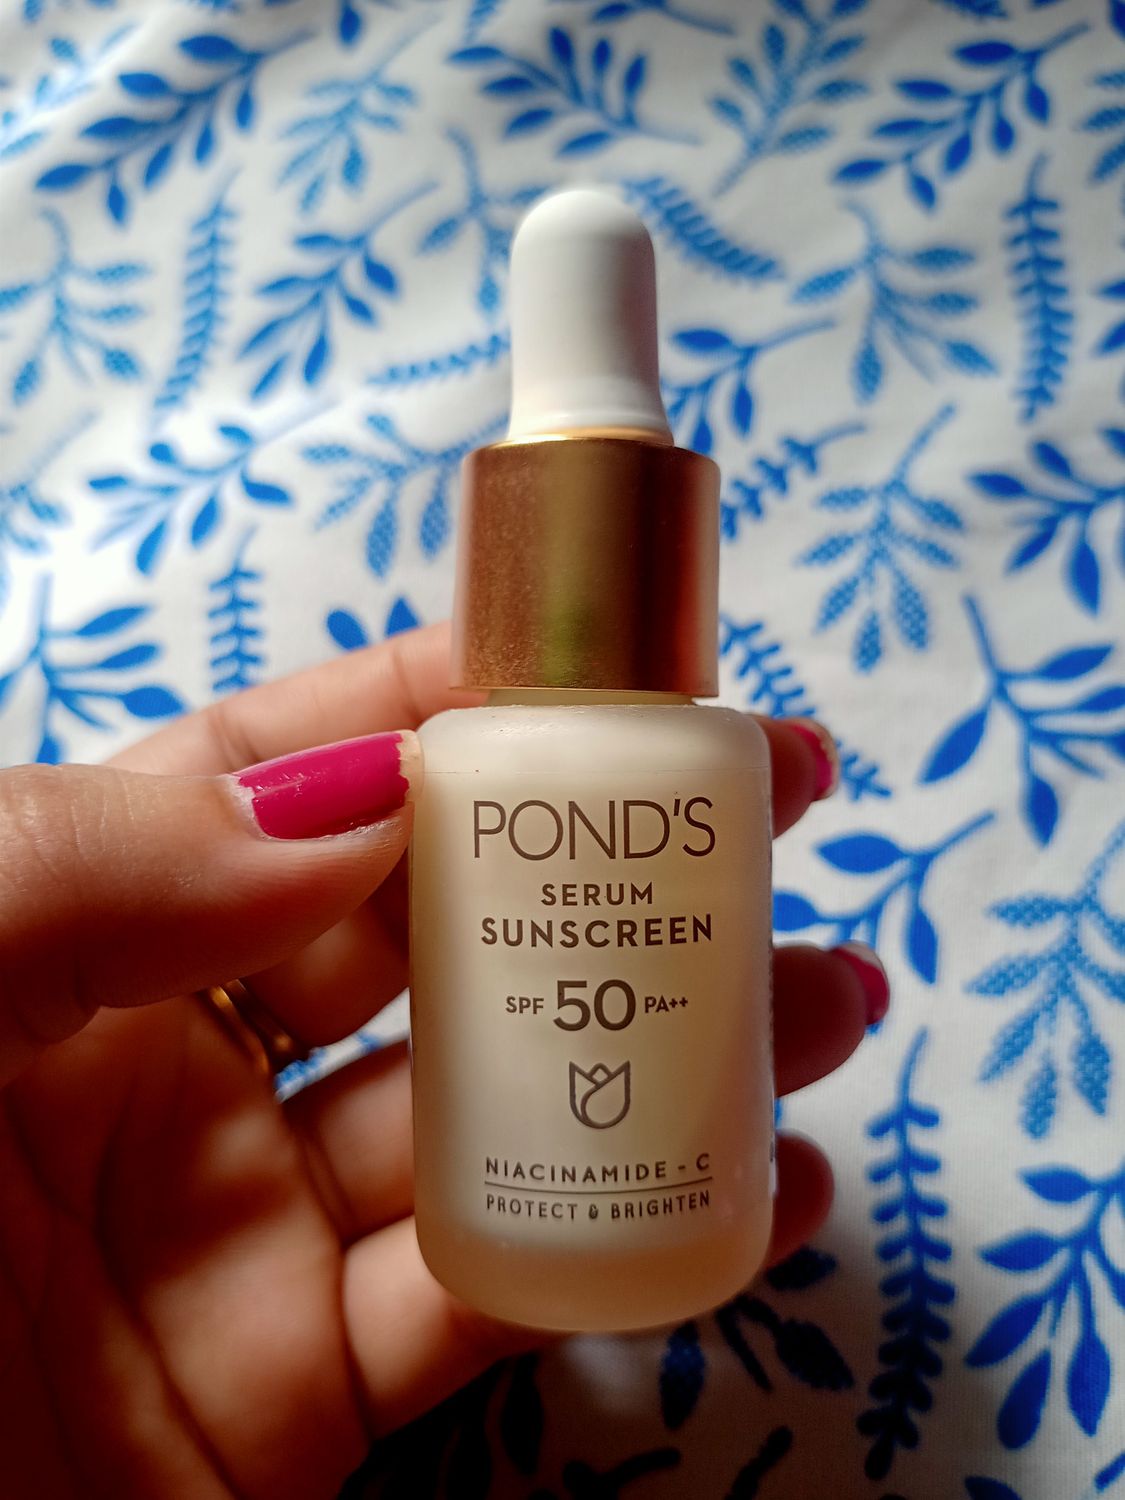 POND'S
SERUM
SUNSCREEN
SPF 50 PA++
NIACINAMIDE - C
PROTECT & BRIGHTEN